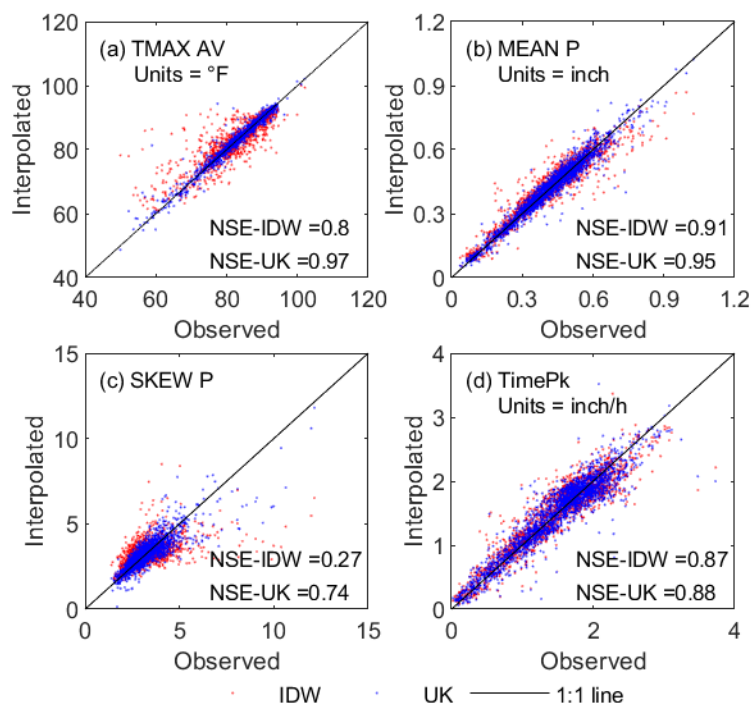 120
100
80
60
40
40
60
80
100
120
Interpolated
Observed
(a) TMAX AV
Units = °F
NSE-IDW =0.8
NSE-UK =0.97
1.2
0.9
0.6
0.3
0
0
0.3
0.6
0.9
1.2
Interpolated
Observed
(b) MEAN P
Units = inch
NSE-IDW =0.91
NSE-UK =0.95
15
10
5
0
0
5
10
15
Interpolated
Observed
(c) SKEW P
NSE-IDW =0.27
NSE-UK =0.74
4
3
2
1
0
0
2
4
Interpolated
Observed
(d) TimePk
Units = inch/h
NSE-IDW =0.87
NSE-UK =0.88
IDW
UK
1:1 line